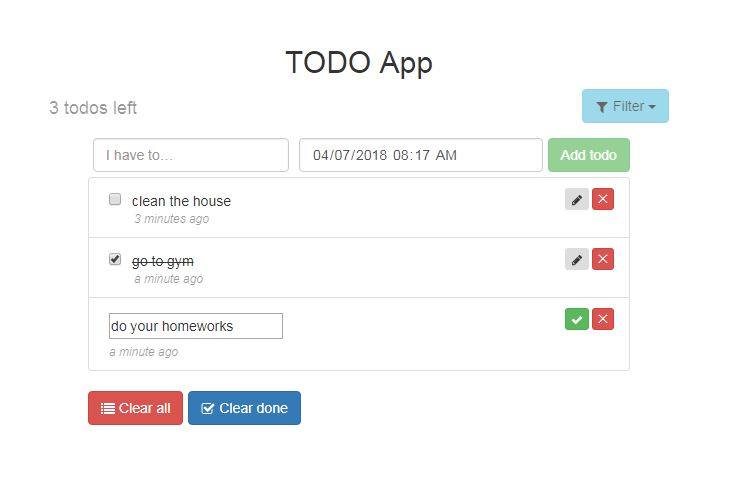 TODO App
3 todos left
Filter
I have to...
04/07/2018 08:17 AM
Add todo
clean the house
3 minutes ago
go to gym
a minute ago
do your homeworks
a minute ago
Clear all
Clear done